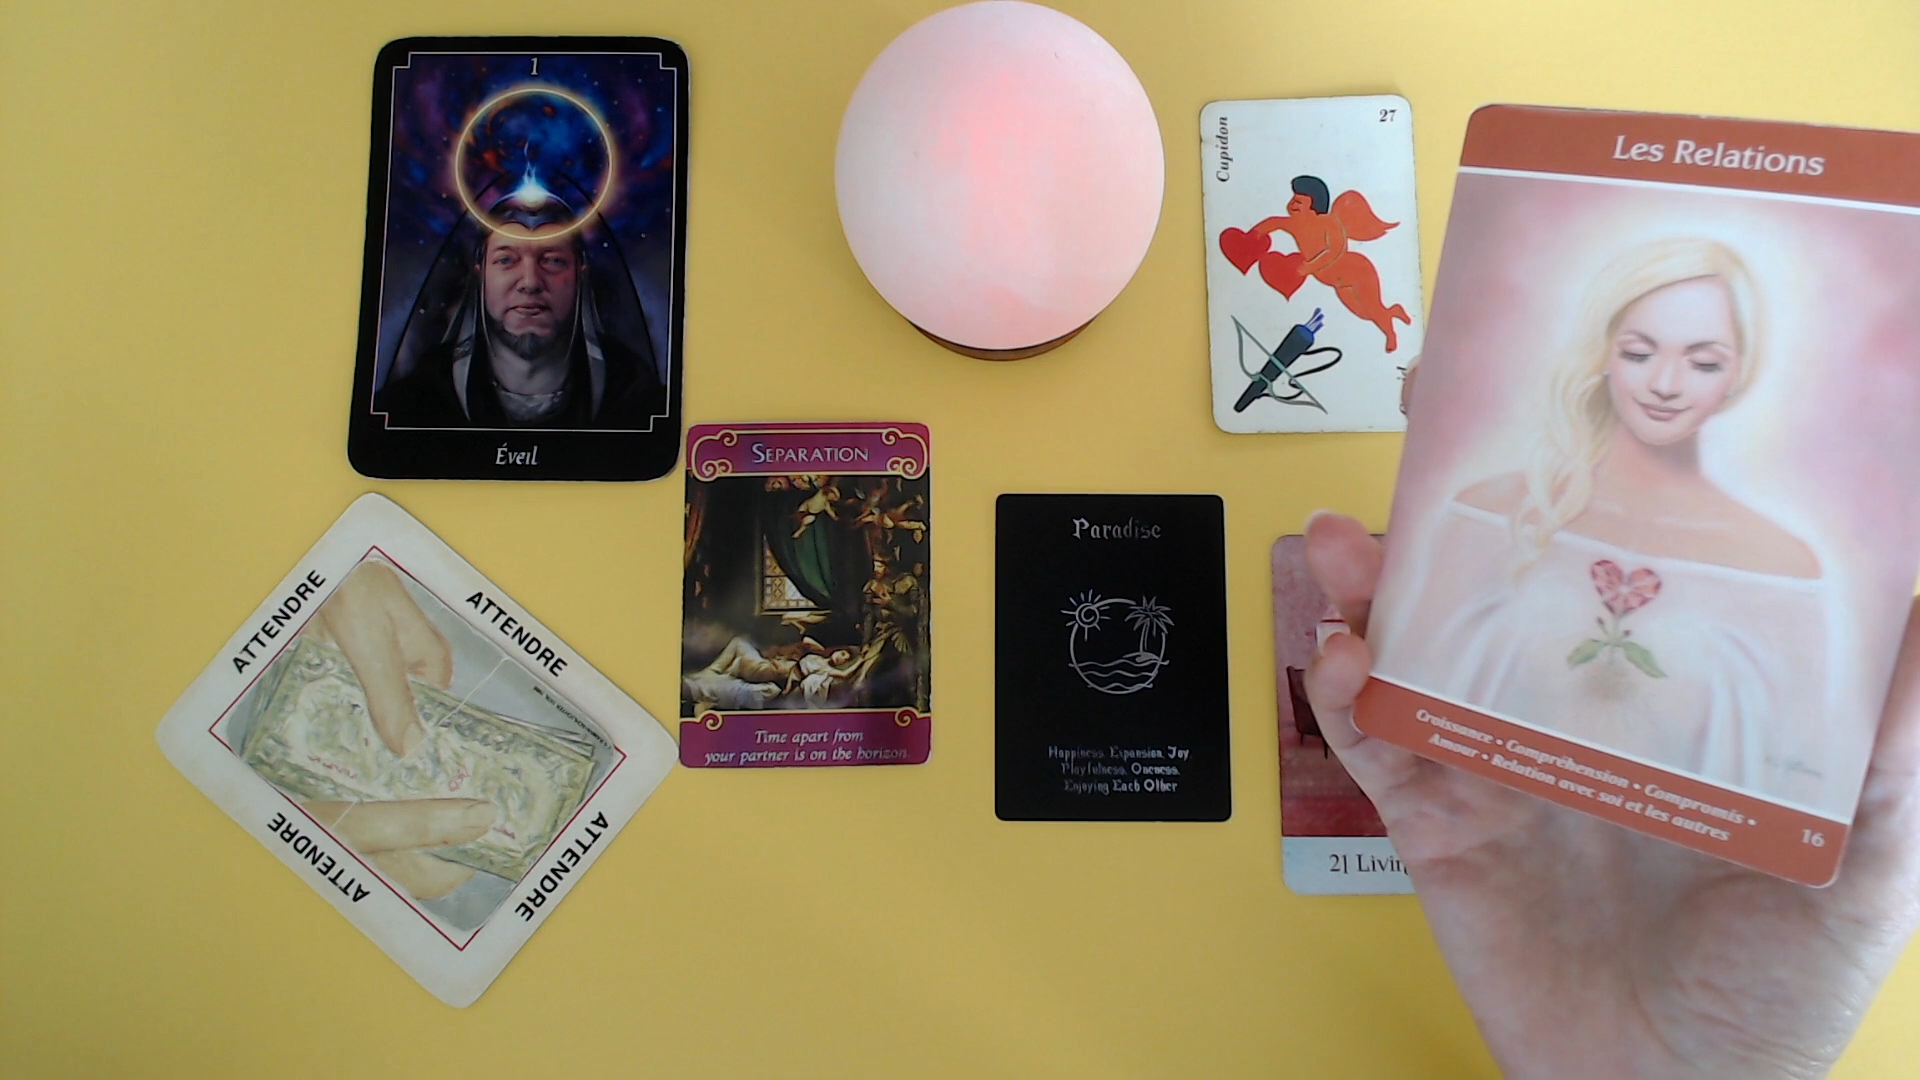 1
Éveil
Cupidon
27
Les Relations
Croissance • Compréhension • Compromis •
Amour • Relation avec soi et les autres
16
SEPARATION
Time apart from
your partner is on the horizon.
Paradise
Happiness, Expansion, Joy,
Playfulness, Oneness,
Enjoying Each Other
ATTENDRE
ATTENDRE
ATTENDRE
ATTENDRE
21